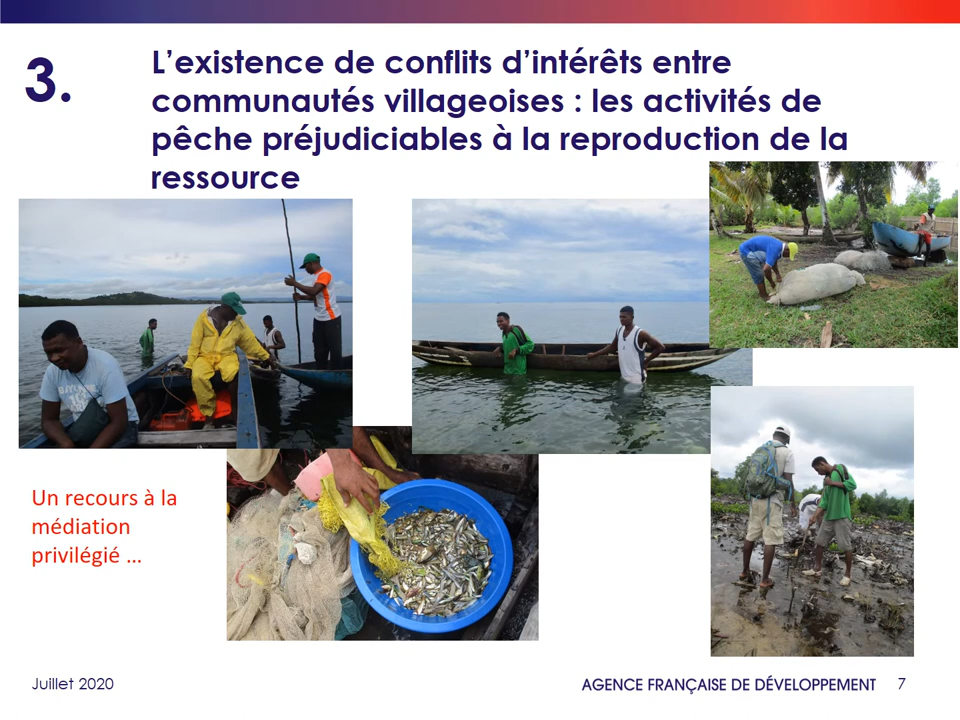 3.
L’existence de conflits d’intérêts entre
communautés villageoises : les activités de
pêche préjudiciables à la reproduction de la
ressource
Un recours à la
médiation
privilégié …
Juillet 2020
AGENCE FRANÇAISE DE DÉVELOPPEMENT
7